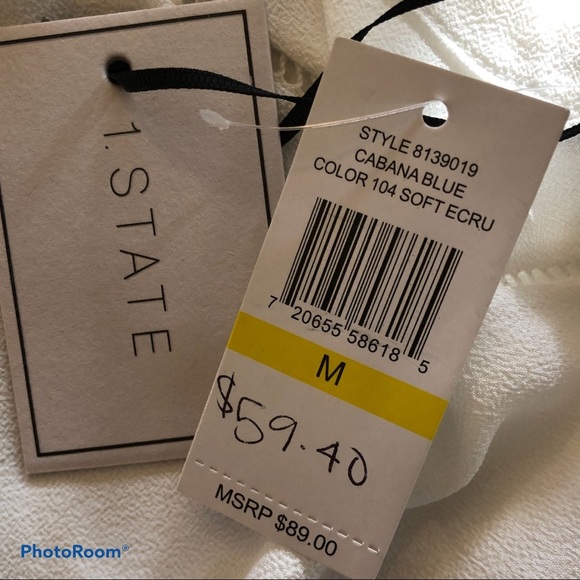 1.STATE
STYLE 8139019
CABANA BLUE
COLOR 104 SOFT ECRU
7 20655 58618 5
M
$59.40
MSRP $89.00
PhotoRoom®